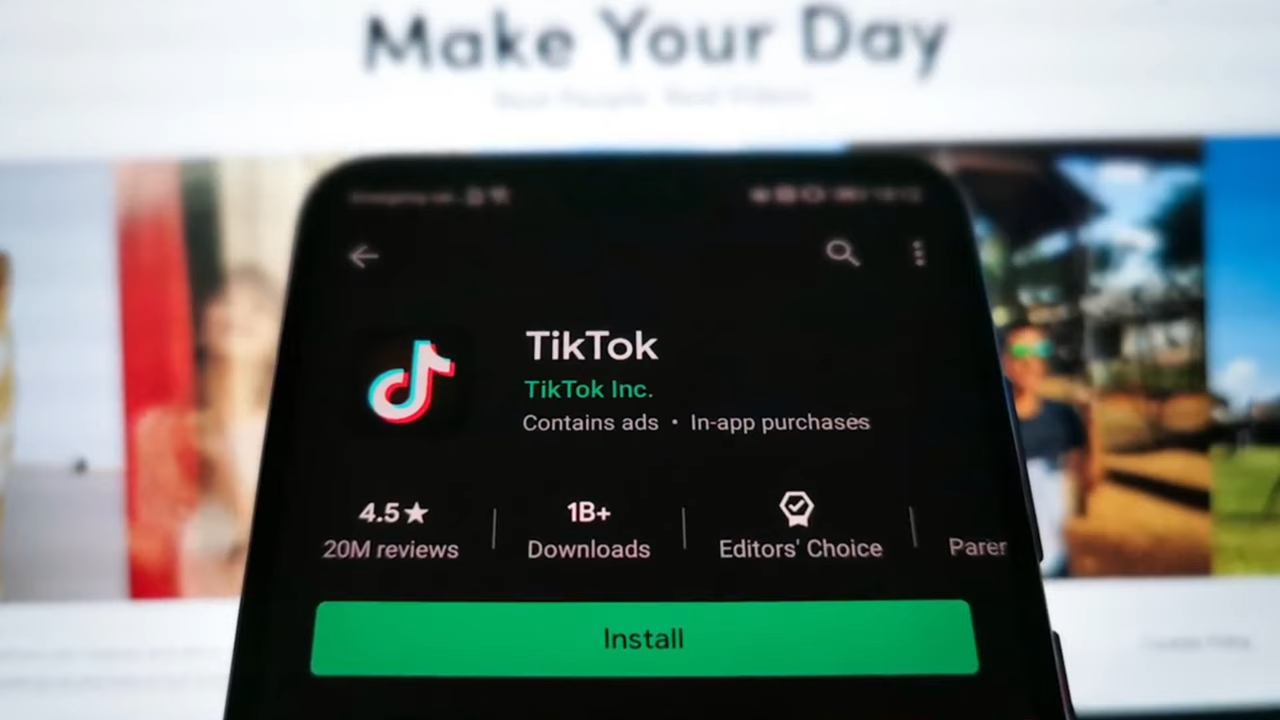 Make Your Day
TikTok
TikTok Inc.
Contains ads • In-app purchases
4.5★
20M reviews
1B+
Downloads
Editors' Choice
Paren
Install